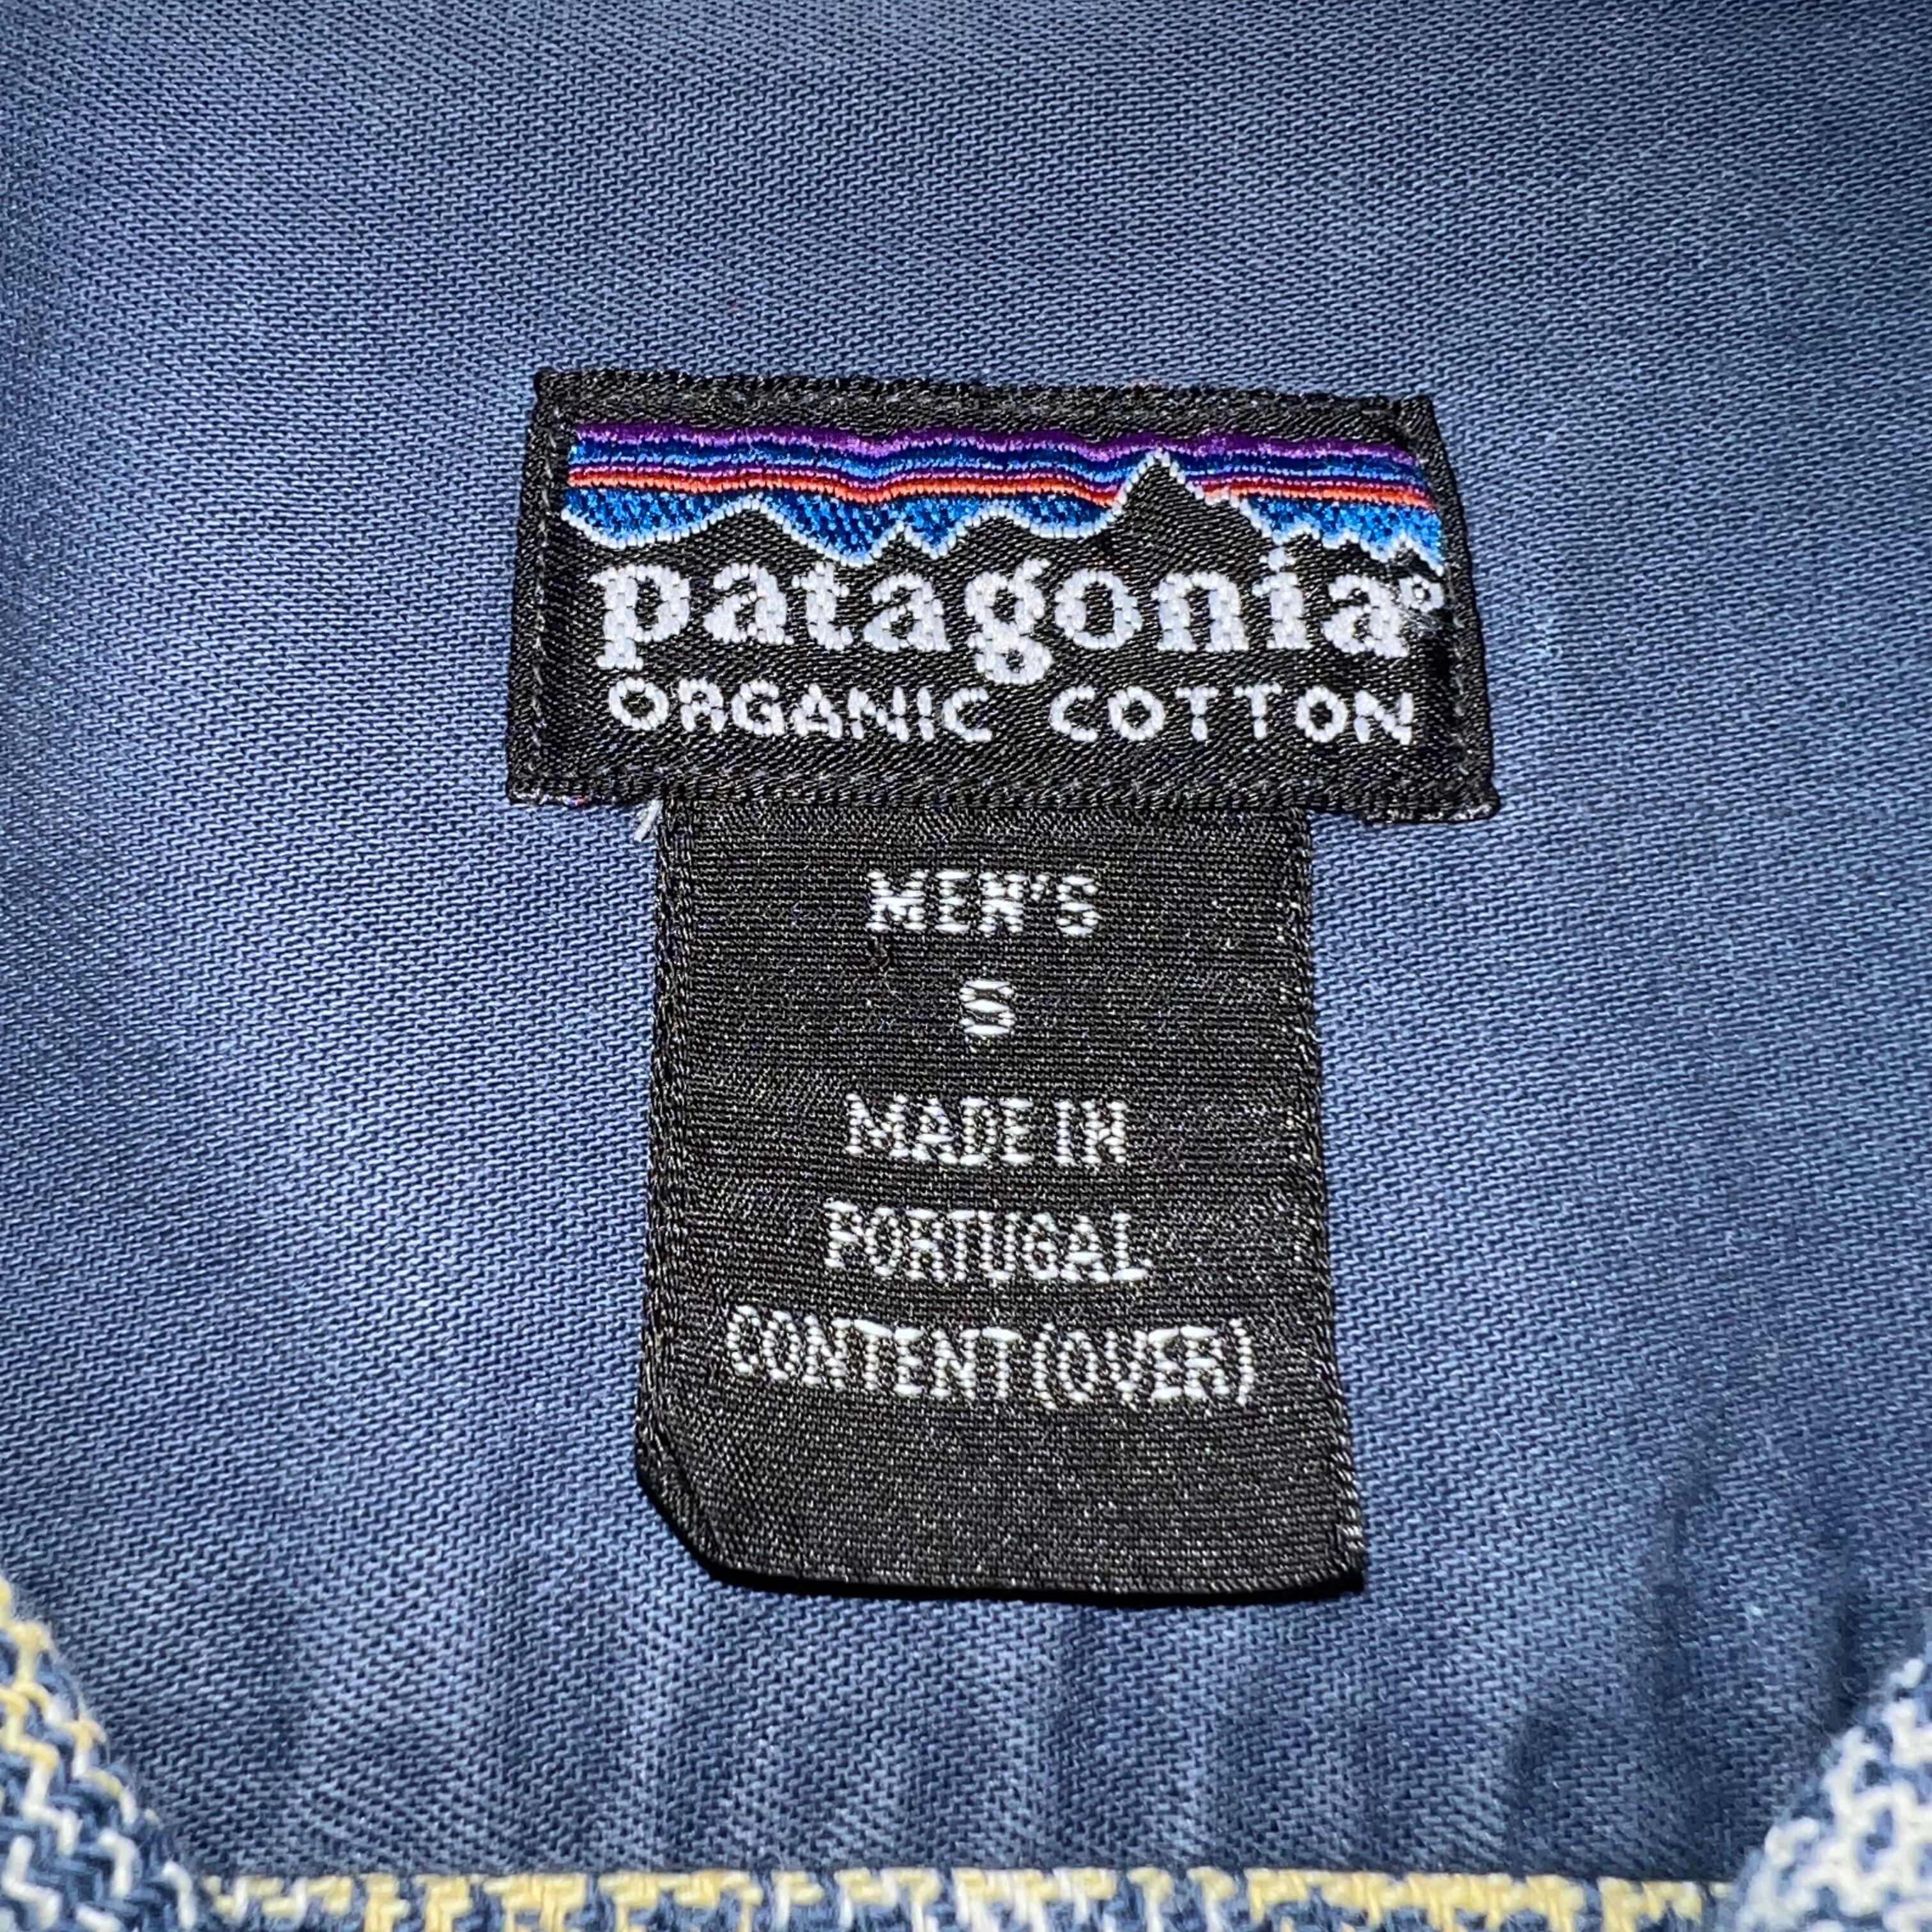 patagonia®
ORGANIC COTTON
MEN'S
S
MADE IN
PORTUGAL
CONTENT(OVER)